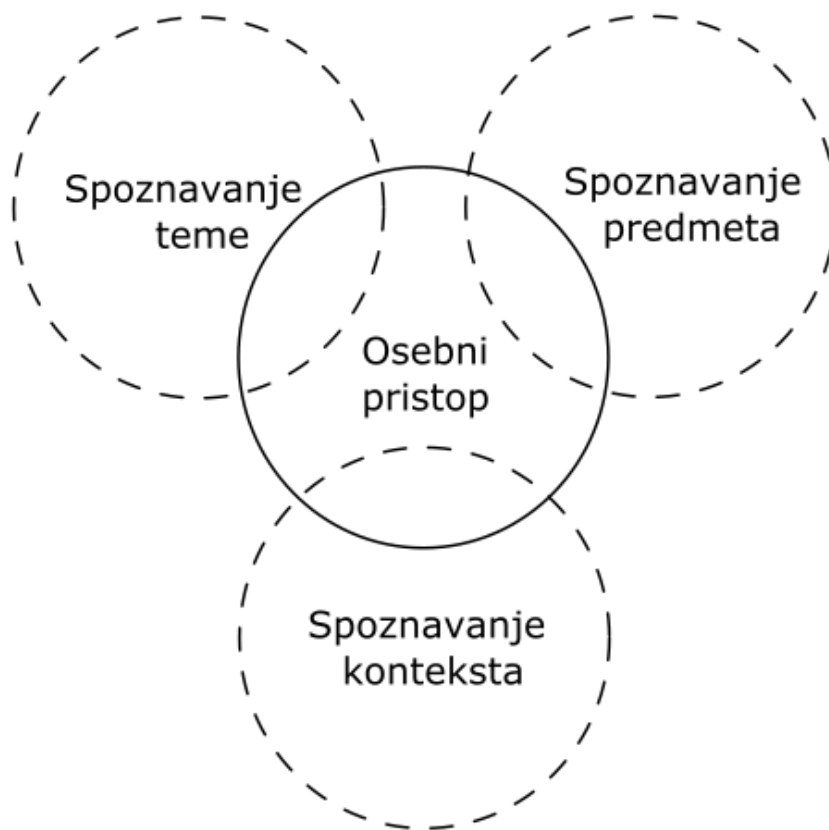 Spoznavanje
teme
Spoznavanje
predmeta
Osebni
pristop
Spoznavanje
konteksta